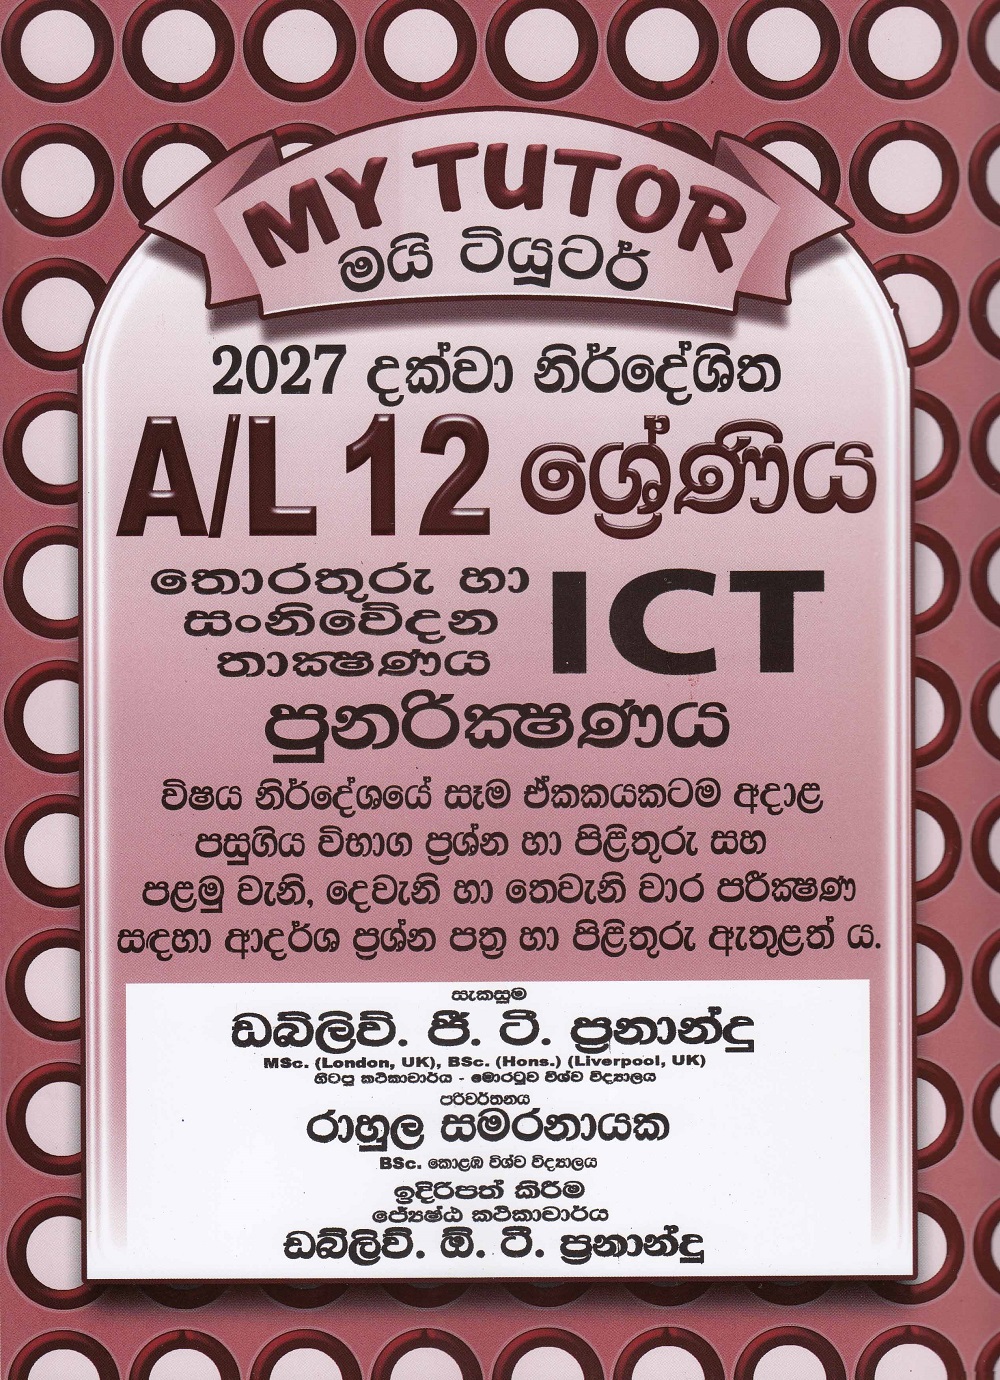 MY TUTOR
මයි ටියුටර්
2027 දක්වා නිර්දේශිත
A/L 12 ශ්‍රේණිය
තොරතුරු හා
සංනිවේදන
තාක්ෂණය
ICT
පුනරීක්ෂණය
විෂය නිර්දේශයේ සෑම ඒකකයකටම අදාළ
පසුගිය විභාග ප්‍රශ්න හා පිළිතුරු සහ
පළමු වැනි, දෙවැනි හා තෙවැනි වාර පරීක්ෂණ
සඳහා ආදර්ශ ප්‍රශ්න පත්‍ර හා පිළිතුරු ඇතුළත් ය.
සැකසුම
ඩබ්ලිව්. ජී. ටී. ප්‍රනාන්දු
MSc. (London, UK), BSc. (Hons.) (Liverpool, UK)
හිටපු කථිකාචාර්ය - මොරටුව විශ්ව විද්‍යාලය
පරිවර්තනය
රාහුල සමරනායක
BSc. කොළඹ විශ්ව විද්‍යාලය
ඉදිරිපත් කිරීම
ජ්‍යෙෂ්ඨ කථිකාචාර්ය
ඩබ්ලිව්. ඕ. ටී. ප්‍රනාන්දු